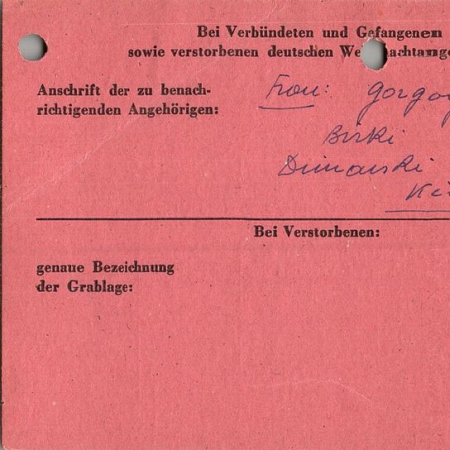 Bei Verbündeten und Gefangenen
sowie verstorbenen deutschen
Anschrift der zu benach-
richtigenden Angehörigen:
Frau:
Birki
Bei Verstorbenen:
genaue Bezeichnung
der Grablage: